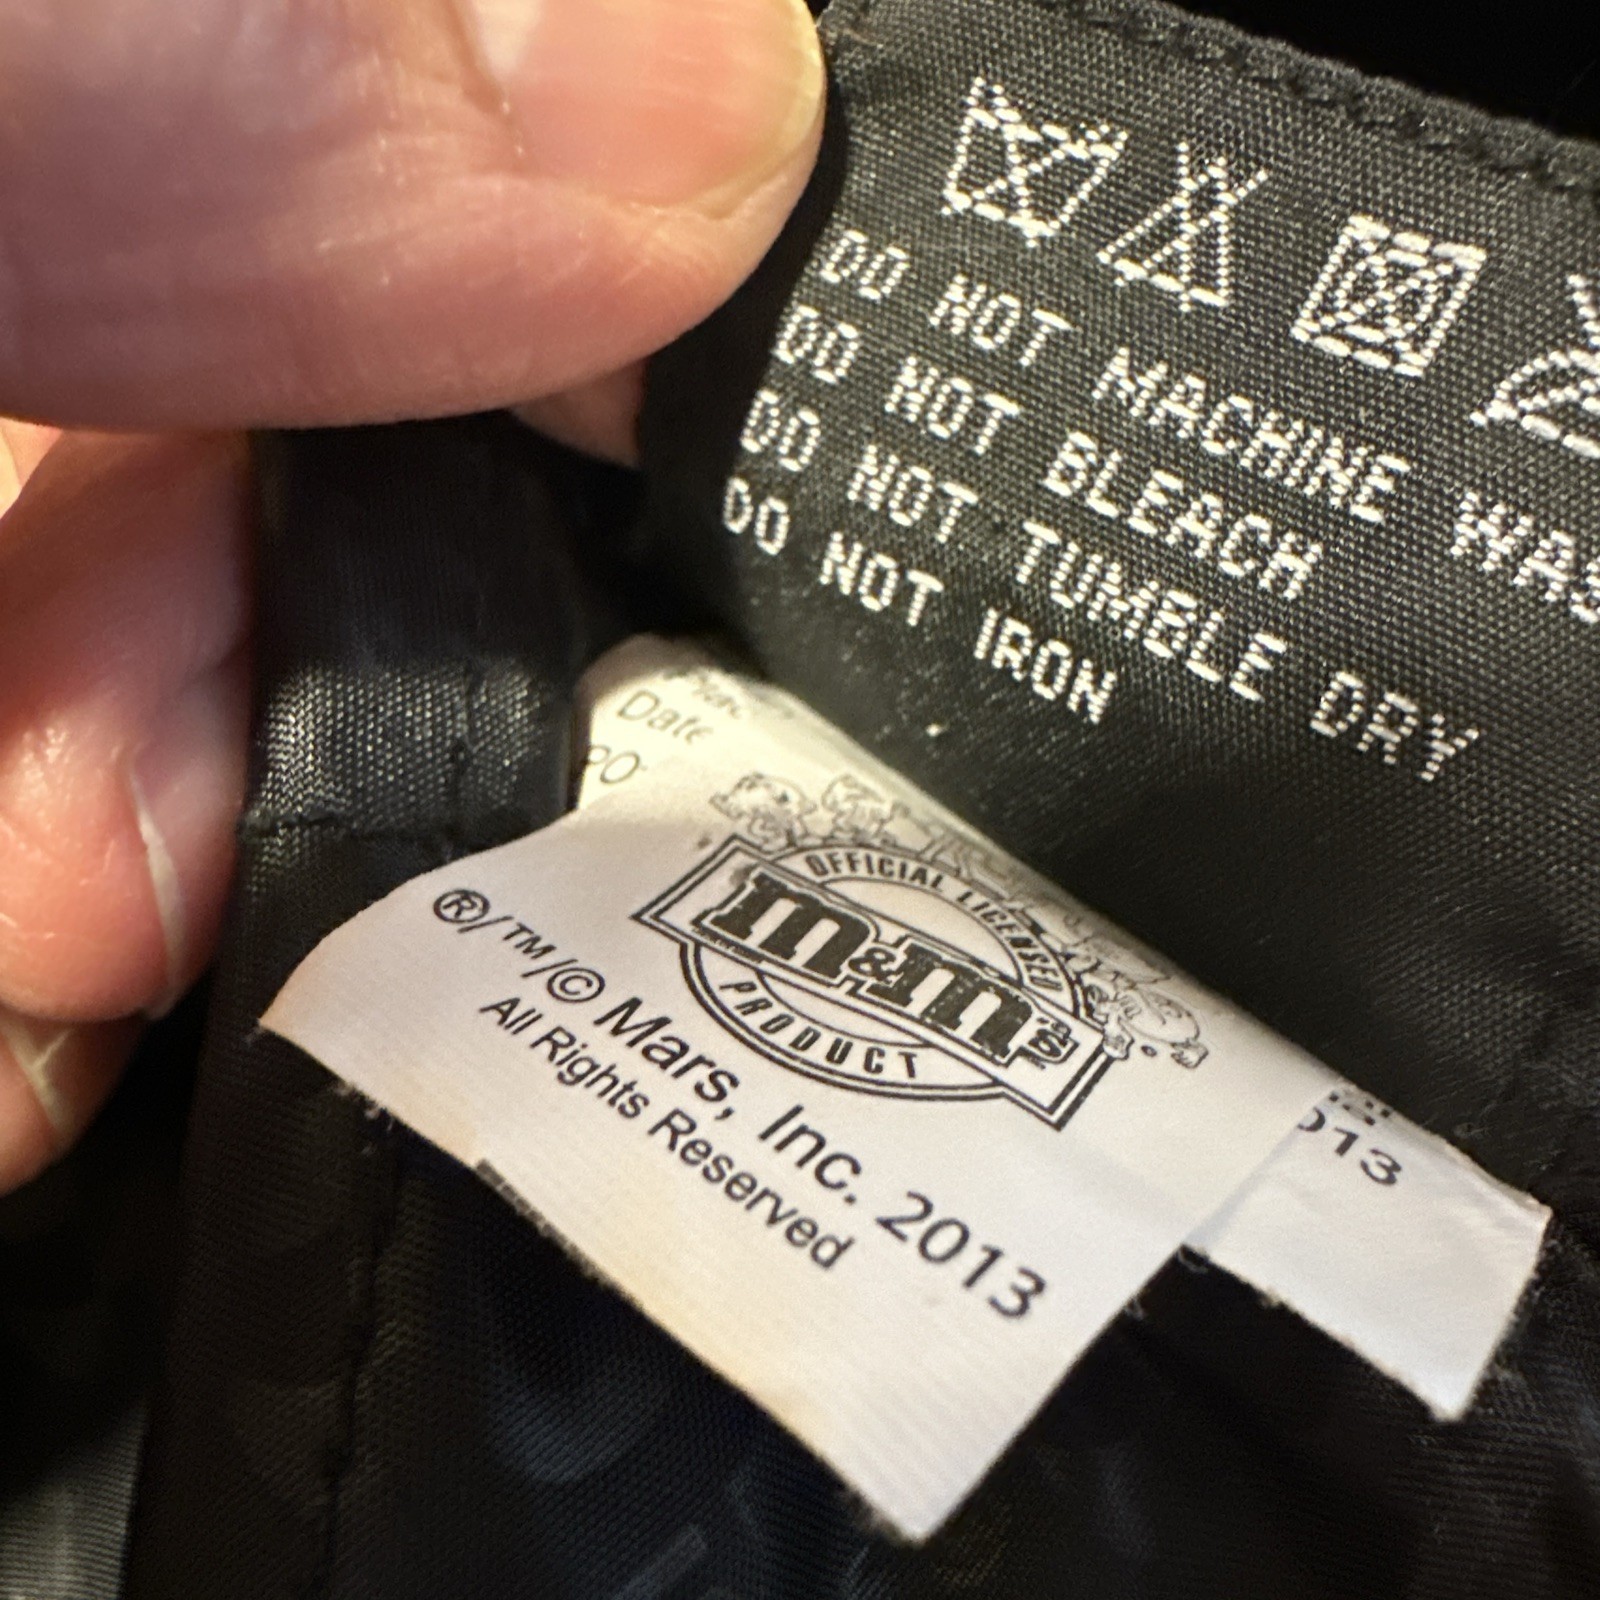 DO NOT MACHINE WAS
DO NOT BLEACH
DO NOT TUMBLE DRY
DO NOT IRON
Date
PO
OFFICIAL LICENSED
m&m's
PRODUCT
®/™/© Mars, Inc. 2013
All Rights Reserved
013